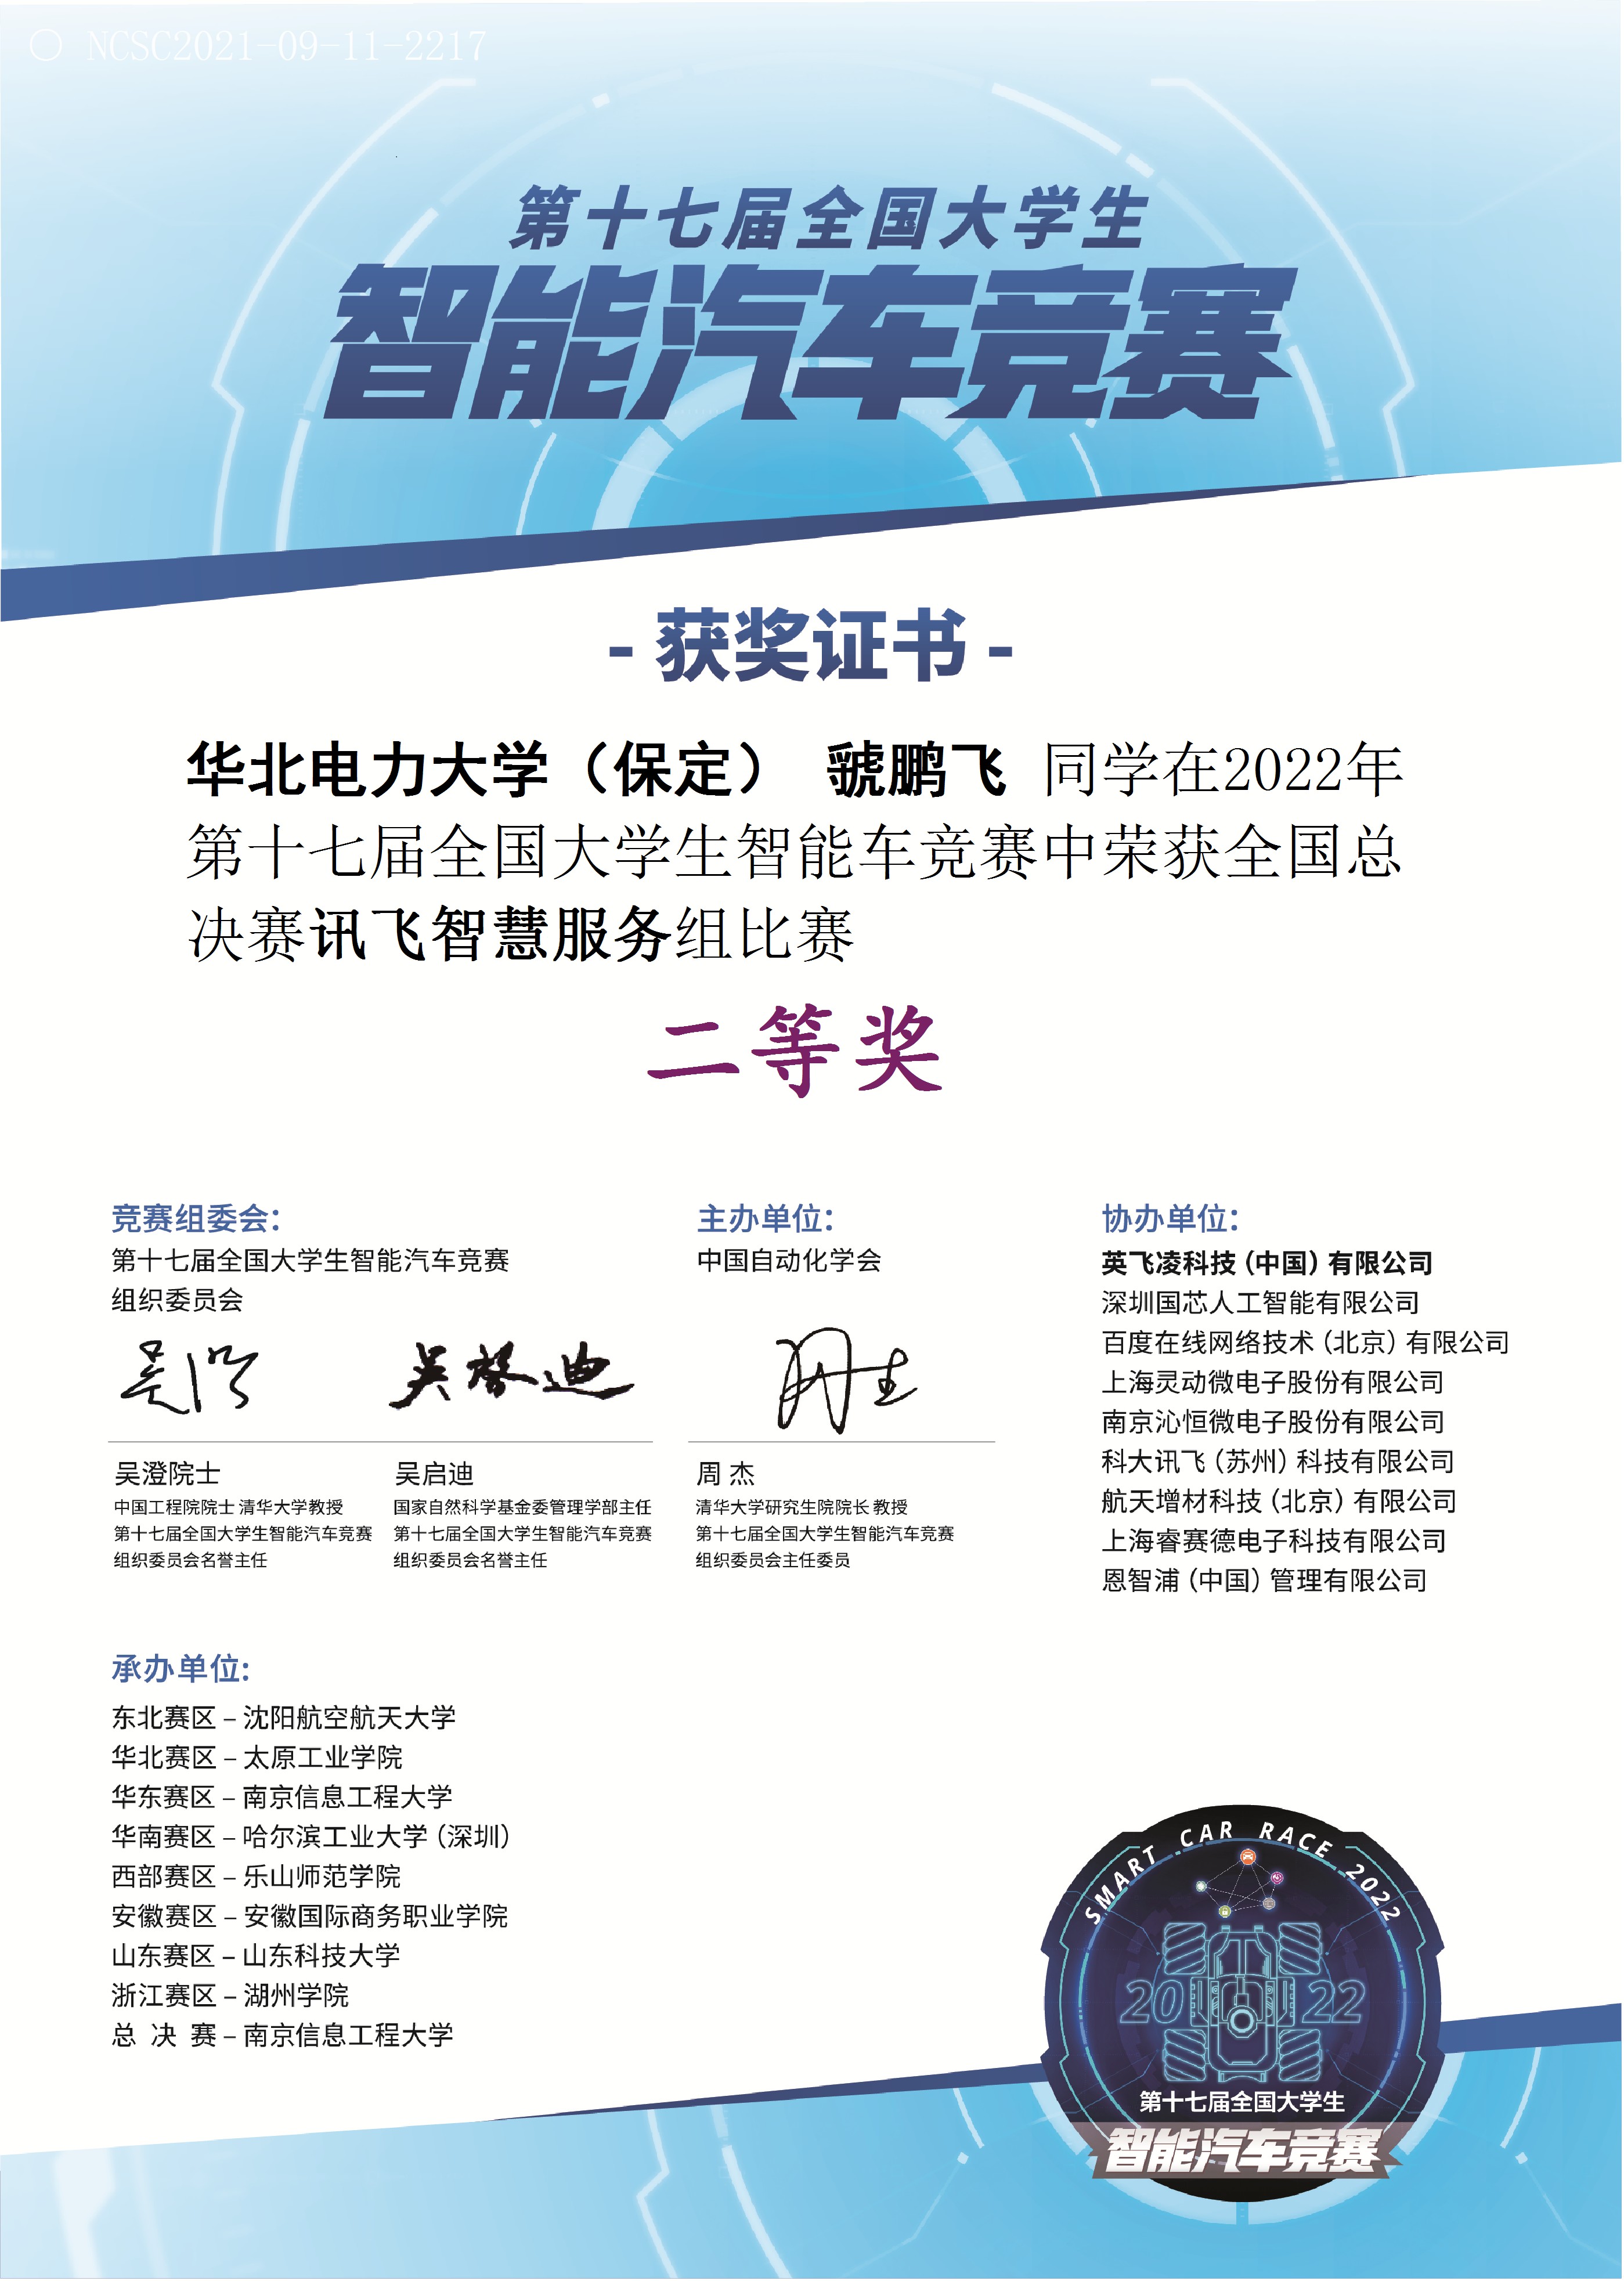 NCSC2021-09-11-2217
第十七届全国大学生
智能汽车竞赛
- 获奖证书 -
华北电力大学（保定） 虢鹏飞 同学在2022年
第十七届全国大学生智能车竞赛中荣获全国总
决赛讯飞智慧服务组比赛
二等奖
竞赛组委会：
第十七届全国大学生智能汽车竞赛
组织委员会
吴澄院士
中国工程院院士 清华大学教授
第十七届全国大学生智能汽车竞赛
组织委员会名誉主任
吴启迪
国家自然科学基金委管理学部主任
第十七届全国大学生智能汽车竞赛
组织委员会名誉主任
主办单位：
中国自动化学会
周 杰
清华大学研究生院院长 教授
第十七届全国大学生智能汽车竞赛
组织委员会主任委员
协办单位：
英飞凌科技（中国）有限公司
深圳国芯人工智能有限公司
百度在线网络技术（北京）有限公司
上海灵动微电子股份有限公司
南京沁恒微电子股份有限公司
科大讯飞（苏州）科技有限公司
航天增材科技（北京）有限公司
上海睿赛德电子科技有限公司
恩智浦（中国）管理有限公司
承办单位：
东北赛区 – 沈阳航空航天大学
华北赛区 – 太原工业学院
华东赛区 – 南京信息工程大学
华南赛区 – 哈尔滨工业大学（深圳）
西部赛区 – 乐山师范学院
安徽赛区 – 安徽国际商务职业学院
山东赛区 – 山东科技大学
浙江赛区 – 湖州学院
总 决 赛 – 南京信息工程大学
SMART CAR RACE 2022
20 22
第十七届全国大学生
智能汽车竞赛